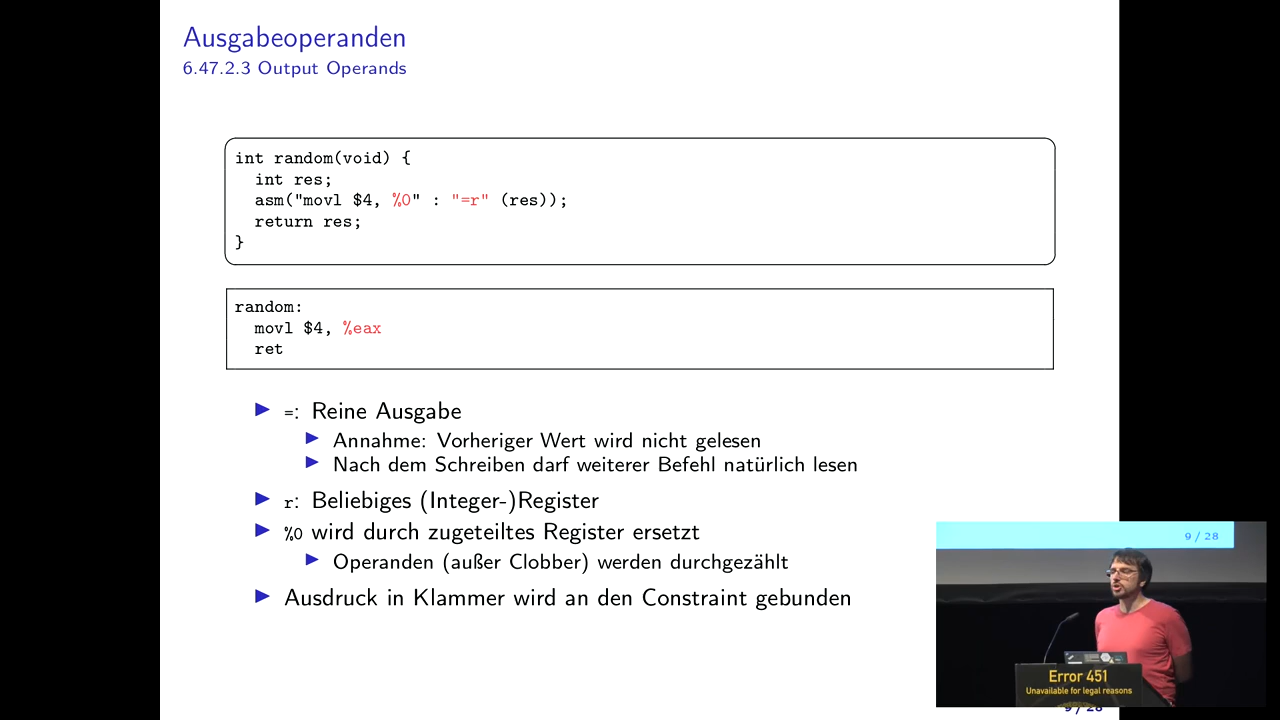 Ausgabeoperanden
6.47.2.3 Output Operands
int random(void) {
int res;
asm("movl $4, %0" : "=r" (res));
return res;
}
random:
movl $4, %eax
ret
=: Reine Ausgabe
Annahme: Vorheriger Wert wird nicht gelesen
Nach dem Schreiben darf weiterer Befehl natürlich lesen
r: Beliebiges (Integer-)Register
%0 wird durch zugeteiltes Register ersetzt
Operanden (außer Clobber) werden durchgezählt
Ausdruck in Klammer wird an den Constraint gebunden
9 / 28
Error 451
Unavailable for legal reasons
9 / 28